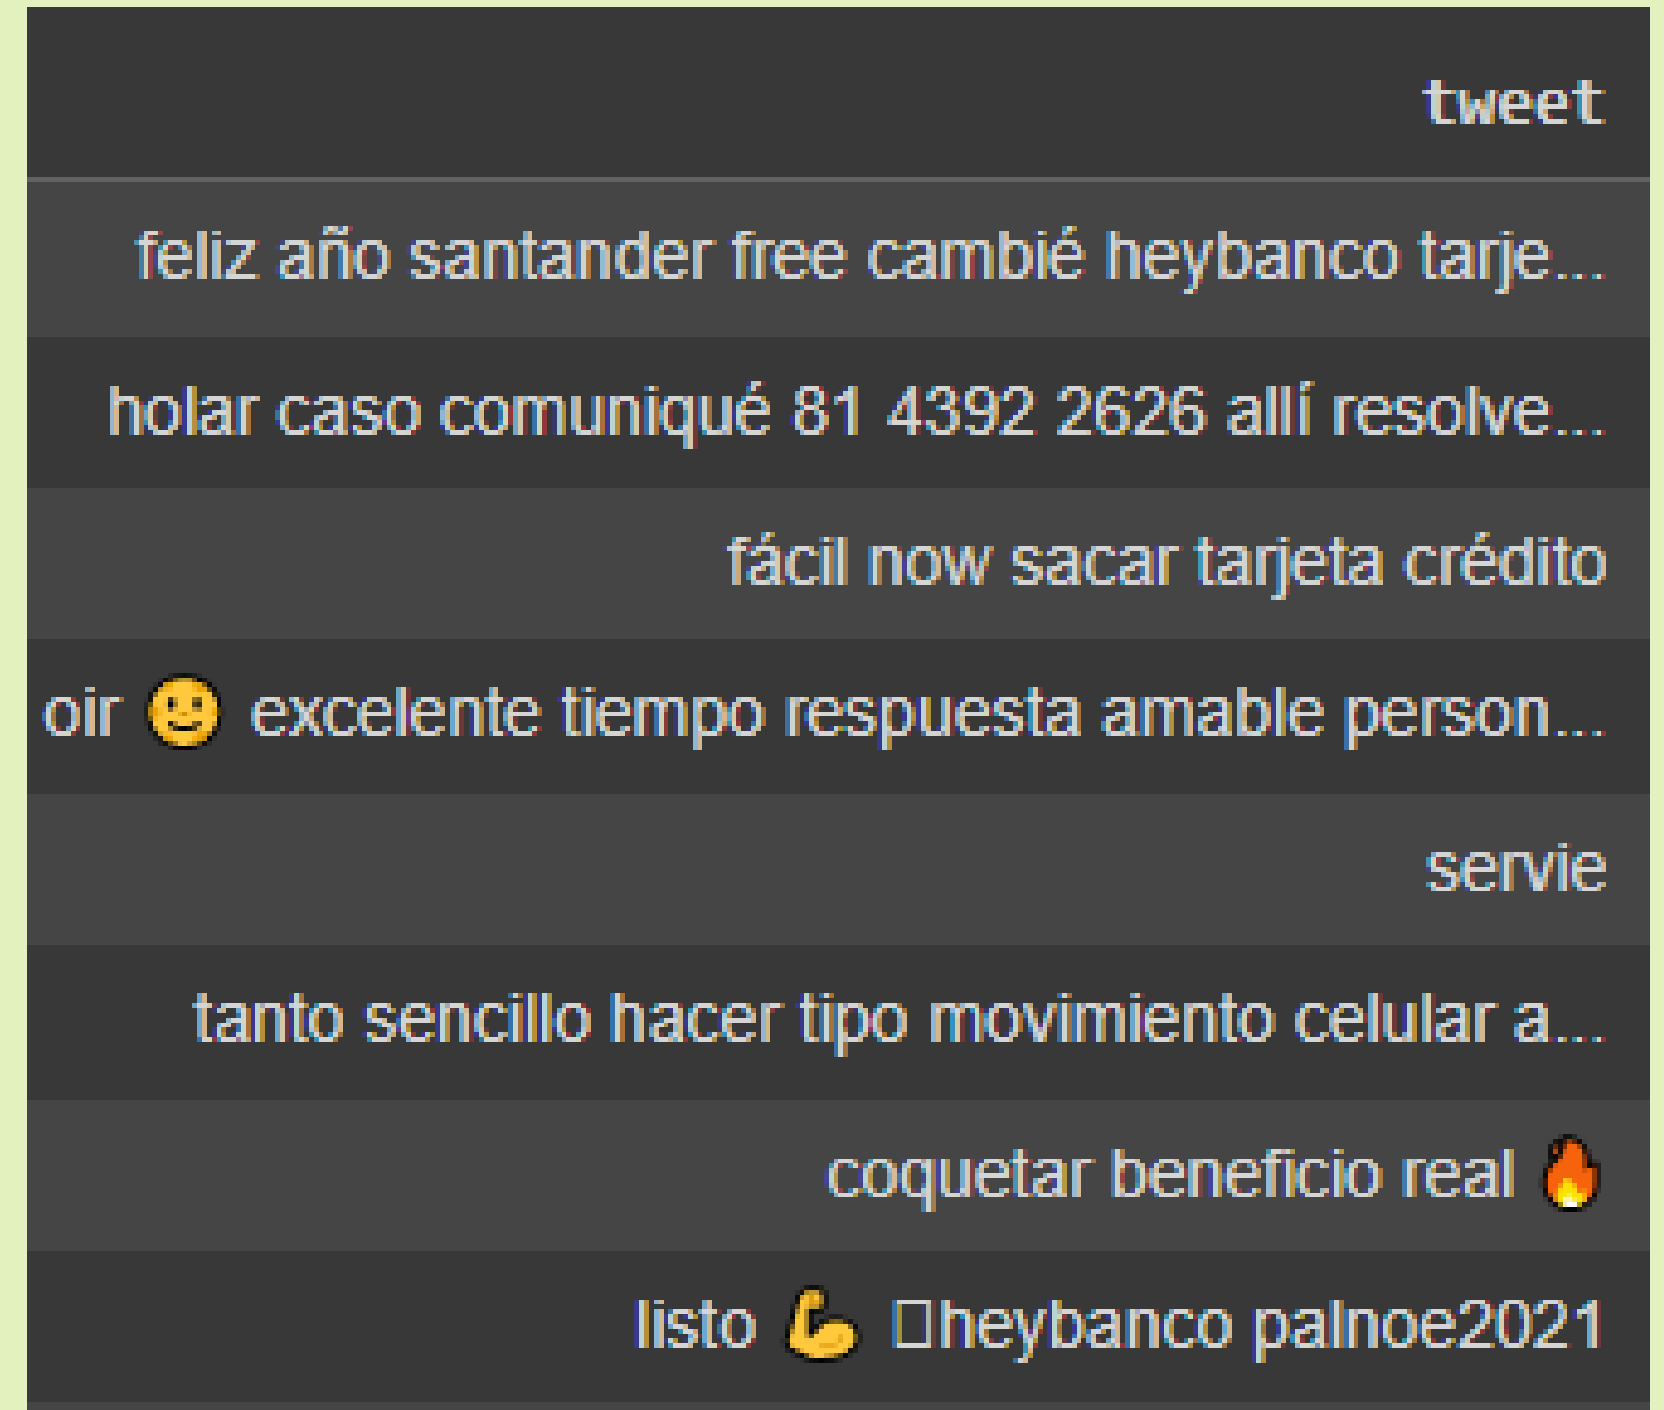 tweet
feliz año santander free cambié heybanco tarje...
holar caso comuniqué 81 4392 2626 allí resolve...
fácil now sacar tarjeta crédito
oir 🙂 excelente tiempo respuesta amable person...
servie
tanto sencillo hacer tipo movimiento celular a...
coquetar beneficio real 🔥
listo 💪 □heybanco palnoe2021